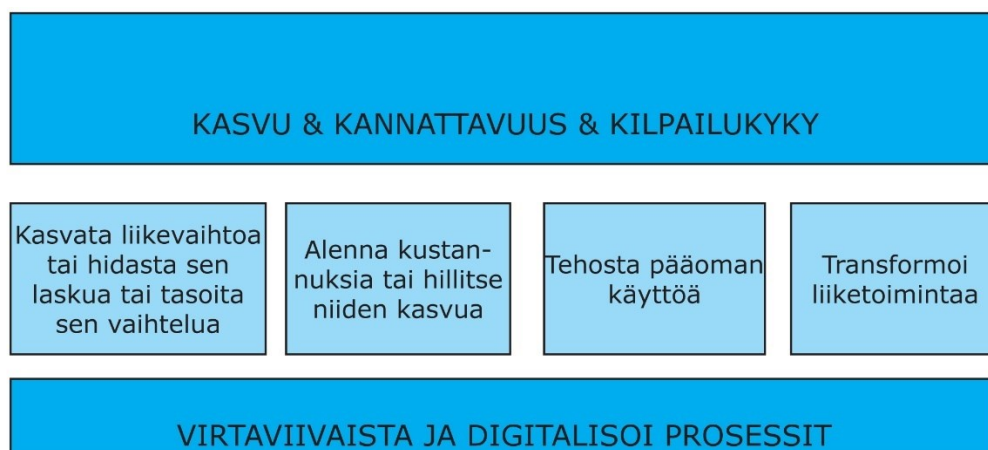 KASVU & KANNATTAVUUS & KILPAILUKYKY
Kasvata liikevaihtoa
tai hidasta sen
laskua tai tasoita
sen vaihtelua
Alenna kustan-
nuksia tai hillitse
niiden kasvua
Tehosta pääoman
käyttöä
Transformoi
liiketoimintaa
VIRTAVIIVAISTA JA DIGITALISOI PROSESSIT